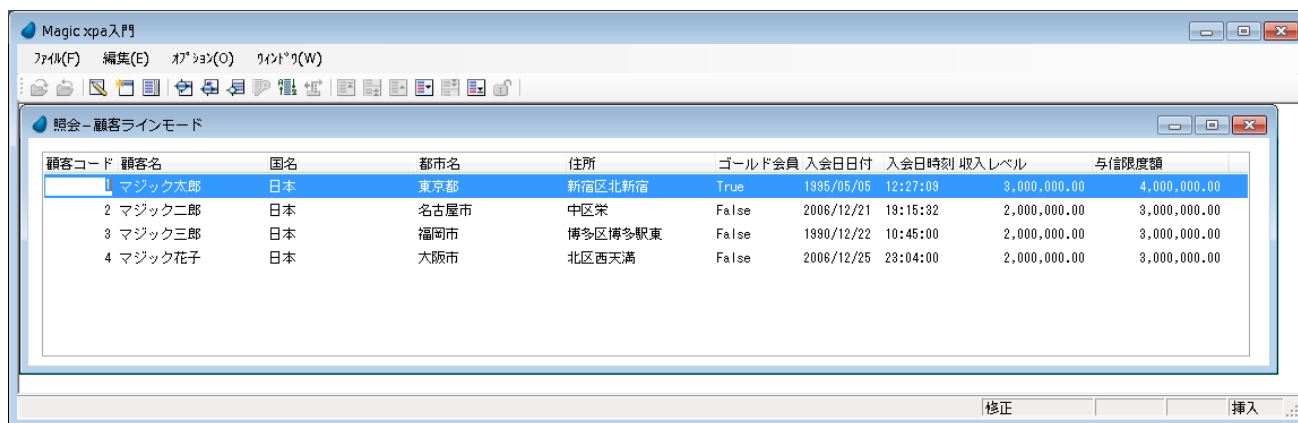 Magic xpa入門
ﾌｧｲﾙ(F) 編集(E) ｵﾌﾟｼｮﾝ(O) ｳｨﾝﾄﾞｳ(W)
照会－顧客ラインモード
顧客コード 顧客名 国名 都市名 住所 ゴールド会員 入会日日付 入会日時刻 収入レベル 与信限度額
1 マジック太郎 日本 東京都 新宿区北新宿 True 1995/05/05 12:27:09 3,000,000.00 4,000,000.00
2 マジック二郎 日本 名古屋市 中区栄 False 2006/12/21 19:15:32 2,000,000.00 3,000,000.00
3 マジック三郎 日本 福岡市 博多区博多駅東 False 1990/12/22 10:45:00 2,000,000.00 3,000,000.00
4 マジック花子 日本 大阪市 北区西天満 False 2006/12/25 23:04:00 2,000,000.00 3,000,000.00
修正 挿入